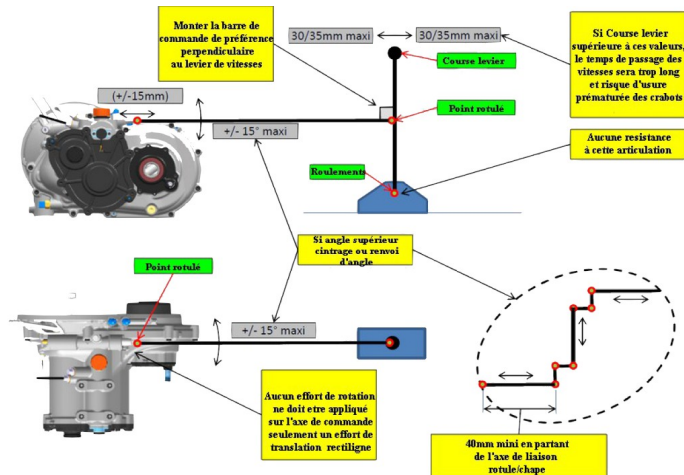 Monter la barre de
commande de préférence
perpendiculaire
au levier de vitesses
30/35mm maxi
30/35mm maxi
Si Course levier
supérieure à ces valeurs,
le temps de passage des
vitesses sera trop long
et risque d'usure
prématurée des crabots
Course levier
(+/-15mm)
Point rotulé
+/- 15° maxi
Aucune resistance
à cette articulation
Roulements
Si angle supérieur
cintrage ou renvoi
d'angle
Point rotulé
+/- 15° maxi
Aucun effort de rotation
ne doit etre appliqué
sur l'axe de commande
seulement un effort de
translation rectiligne
40mm mini en partant
de l'axe de liaison
rotule/chape